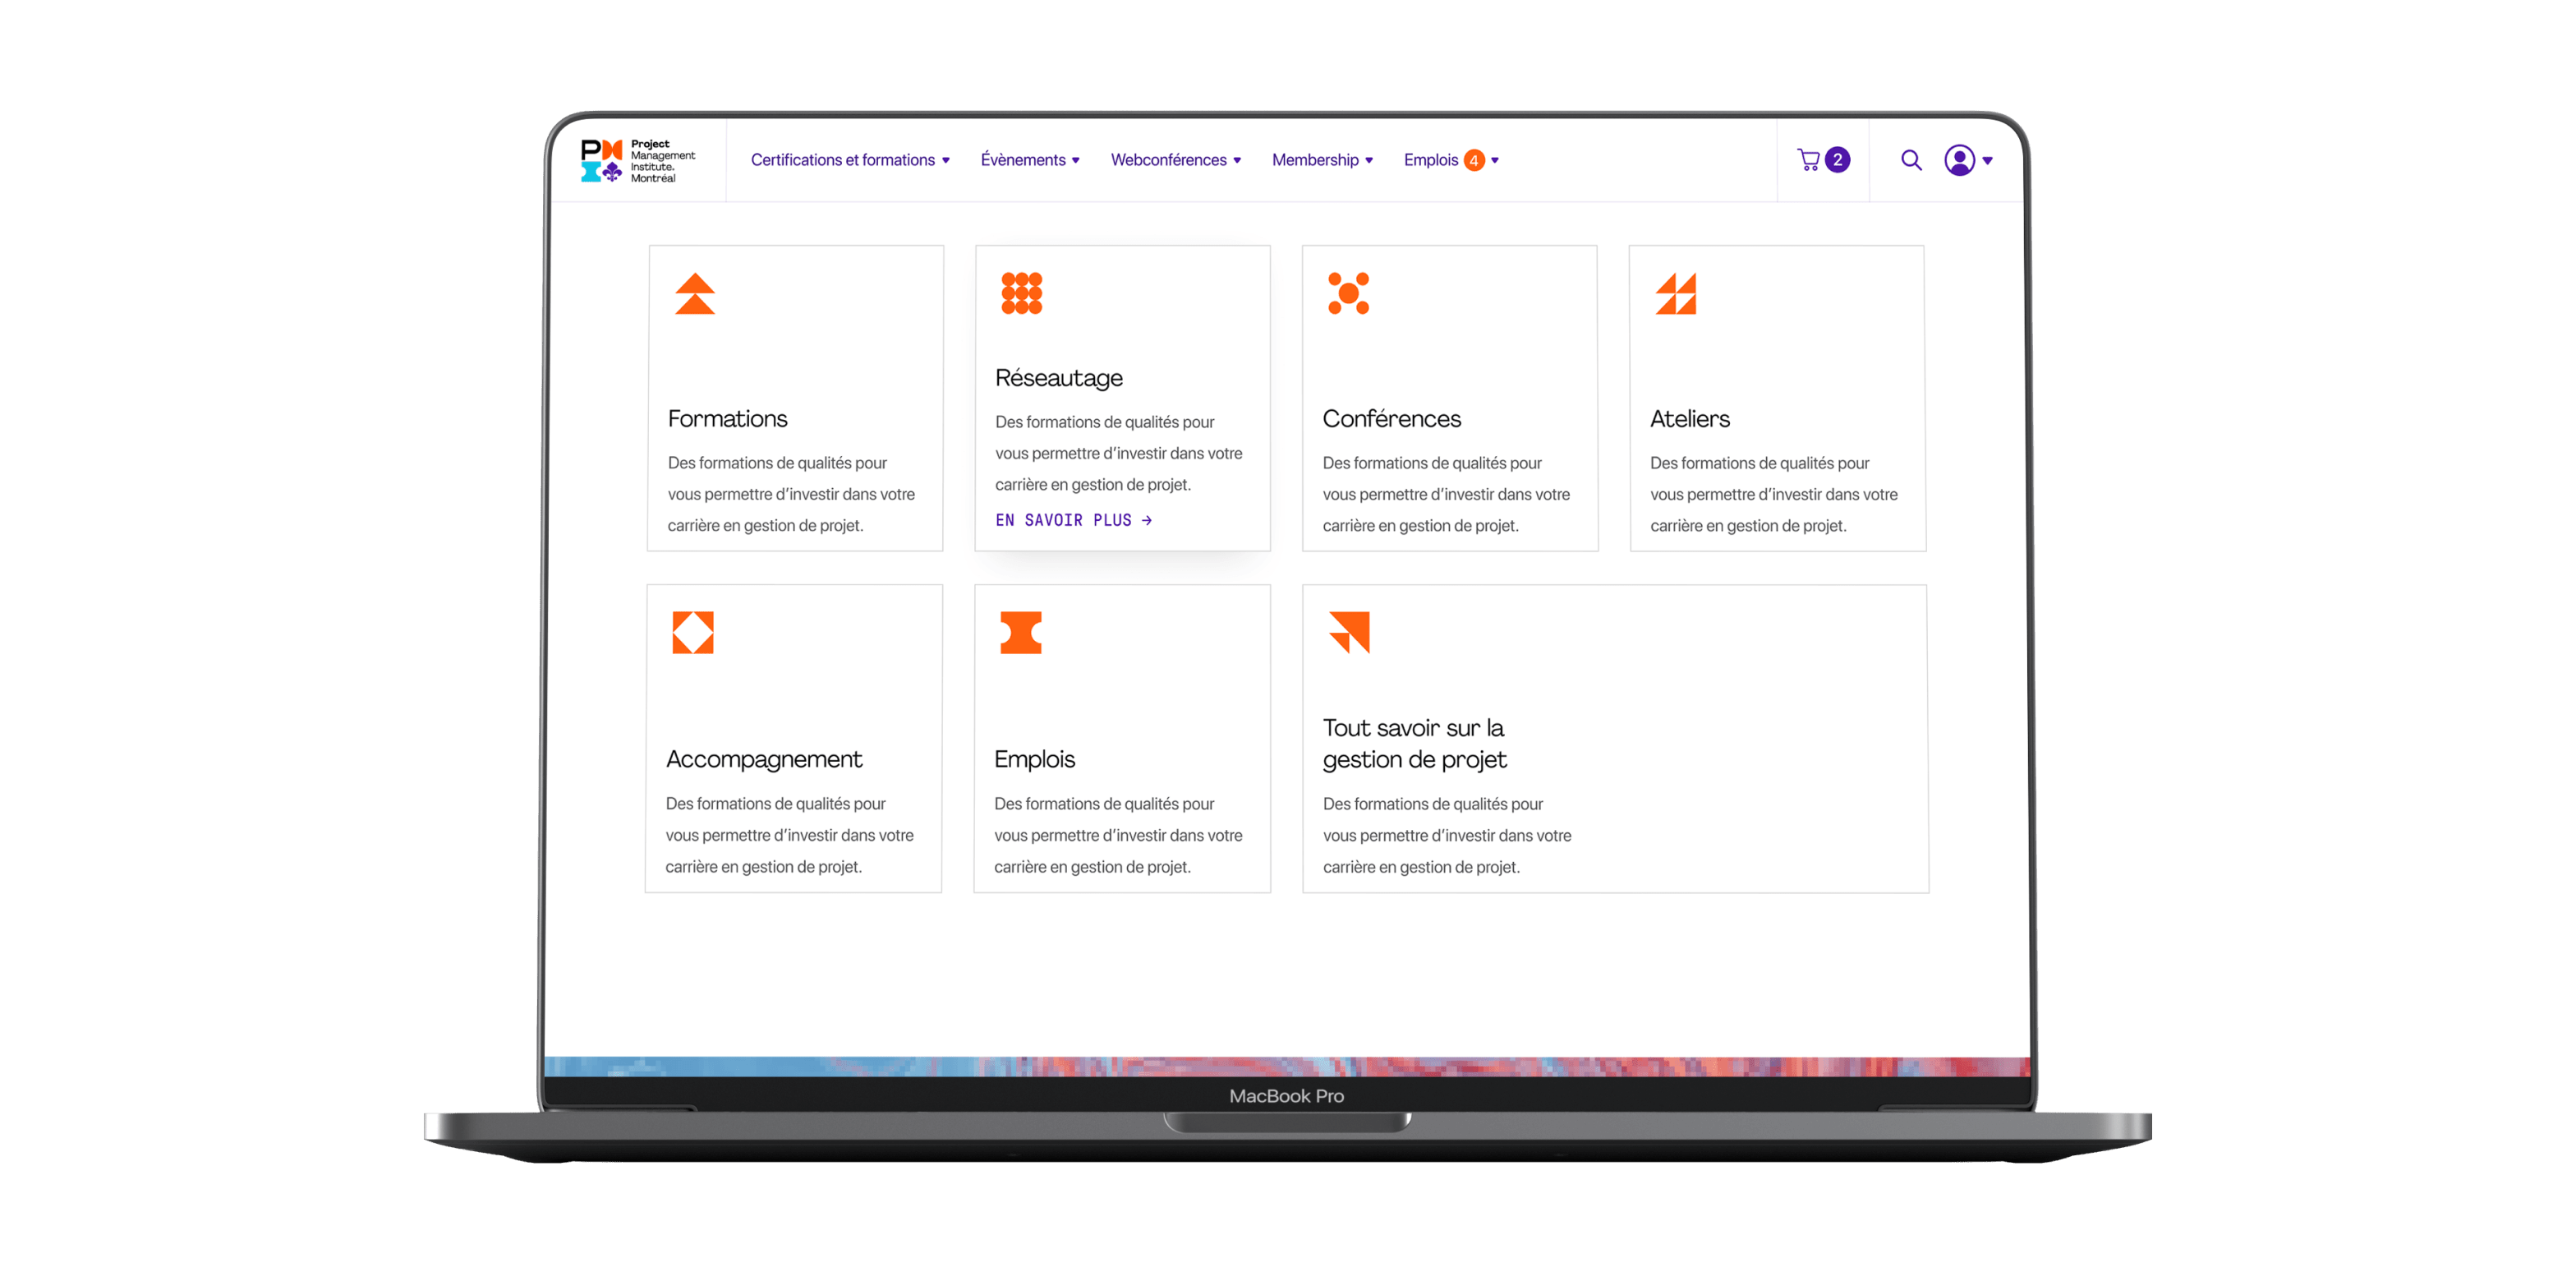 PM
Project
Management
Institute.
Montréal
Certifications et formations
Évènements
Webconférences
Membership
Emplois 4
2
Formations
Des formations de qualités pour
vous permettre d’investir dans votre
carrière en gestion de projet.
Réseautage
Des formations de qualités pour
vous permettre d’investir dans votre
carrière en gestion de projet.
EN SAVOIR PLUS →
Conférences
Des formations de qualités pour
vous permettre d’investir dans votre
carrière en gestion de projet.
Ateliers
Des formations de qualités pour
vous permettre d’investir dans votre
carrière en gestion de projet.
Accompagnement
Des formations de qualités pour
vous permettre d’investir dans votre
carrière en gestion de projet.
Emplois
Des formations de qualités pour
vous permettre d’investir dans votre
carrière en gestion de projet.
Tout savoir sur la
gestion de projet
Des formations de qualités pour
vous permettre d’investir dans votre
carrière en gestion de projet.
MacBook Pro